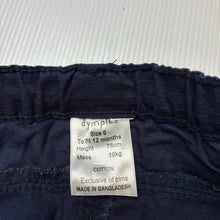 dymples
Size 0
To fit 12 months
Height 76cm
Mass 10kg
COTTON
Exclusive of trims
MADE IN BANGLADESH